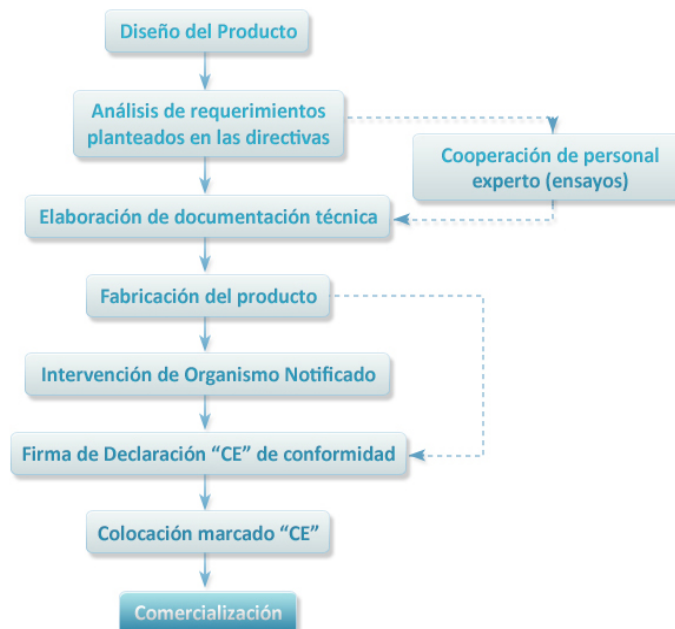 Diseño del Producto
Análisis de requerimientos
planteados en las directivas
Cooperación de personal
experto (ensayos)
Elaboración de documentación técnica
Fabricación del producto
Intervención de Organismo Notificado
Firma de Declaración “CE” de conformidad
Colocación marcado “CE”
Comercialización